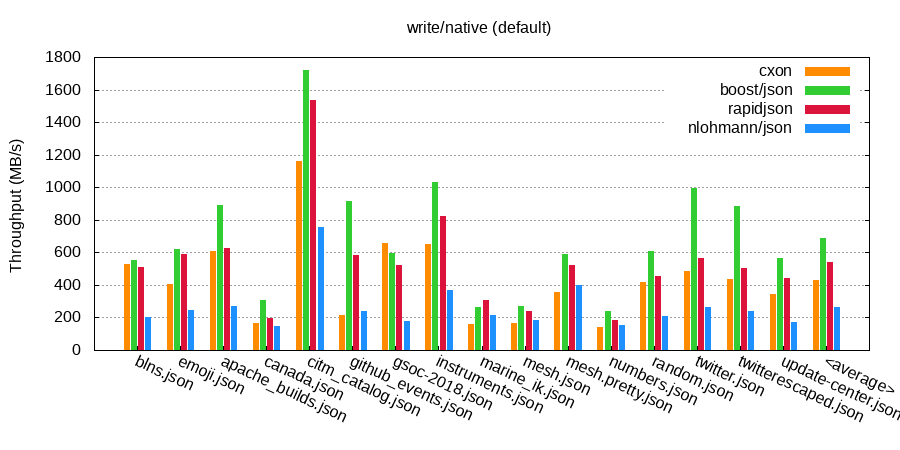 write/native (default)
Throughput (MB/s)
1800
1600
1400
1200
1000
800
600
400
200
0
cxon
boost/json
rapidjson
nlohmann/json
blns.json
emoji.json
apache_builds.json
canada.json
citm_catalog.json
github_events.json
gsoc-2018.json
instruments.json
marine_ik.json
mesh.json
mesh.pretty.json
numbers.json
random.json
twitter.json
twitterescaped.json
update-center.json
<average>